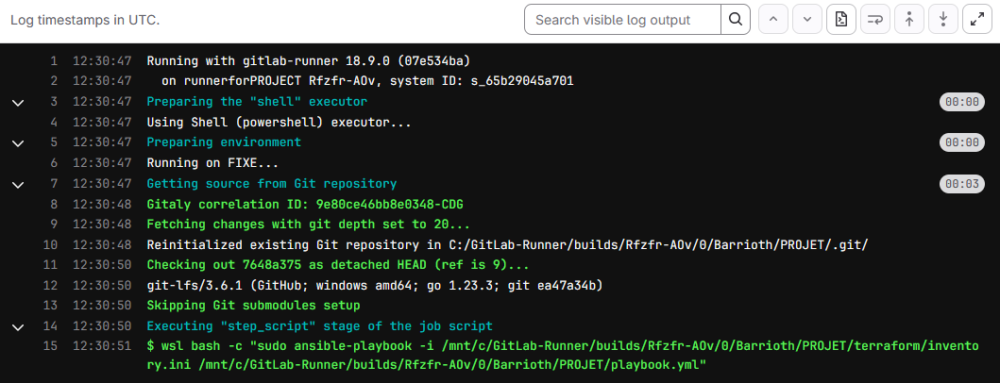 Log timestamps in UTC.
Search visible log output
1 12:30:47 Running with gitlab-runner 18.9.0 (07e534ba)
2 12:30:47 on runnerforPROJECT Rfzfr-AOv, system ID: s_65b29045a701
3 12:30:47 Preparing the "shell" executor 00:00
4 12:30:47 Using Shell (powershell) executor...
5 12:30:47 Preparing environment 00:00
6 12:30:47 Running on FIXE...
7 12:30:47 Getting source from Git repository 00:03
8 12:30:48 Gitaly correlation ID: 9e80ce46bb8e0348-CDG
9 12:30:48 Fetching changes with git depth set to 20...
10 12:30:48 Reinitialized existing Git repository in C:/GitLab-Runner/builds/Rfzfr-AOv/0/Barrioth/PROJET/.git/
11 12:30:50 Checking out 7648a375 as detached HEAD (ref is 9)...
12 12:30:50 git-lfs/3.6.1 (GitHub; windows amd64; go 1.23.3; git ea47a34b)
13 12:30:50 Skipping Git submodules setup
14 12:30:50 Executing "step_script" stage of the job script
15 12:30:51 $ wsl bash -c "sudo ansible-playbook -i /mnt/c/GitLab-Runner/builds/Rfzfr-AOv/0/Barrioth/PROJET/terraform/invento
ry.ini /mnt/c/GitLab-Runner/builds/Rfzfr-AOv/0/Barrioth/PROJET/playbook.yml"